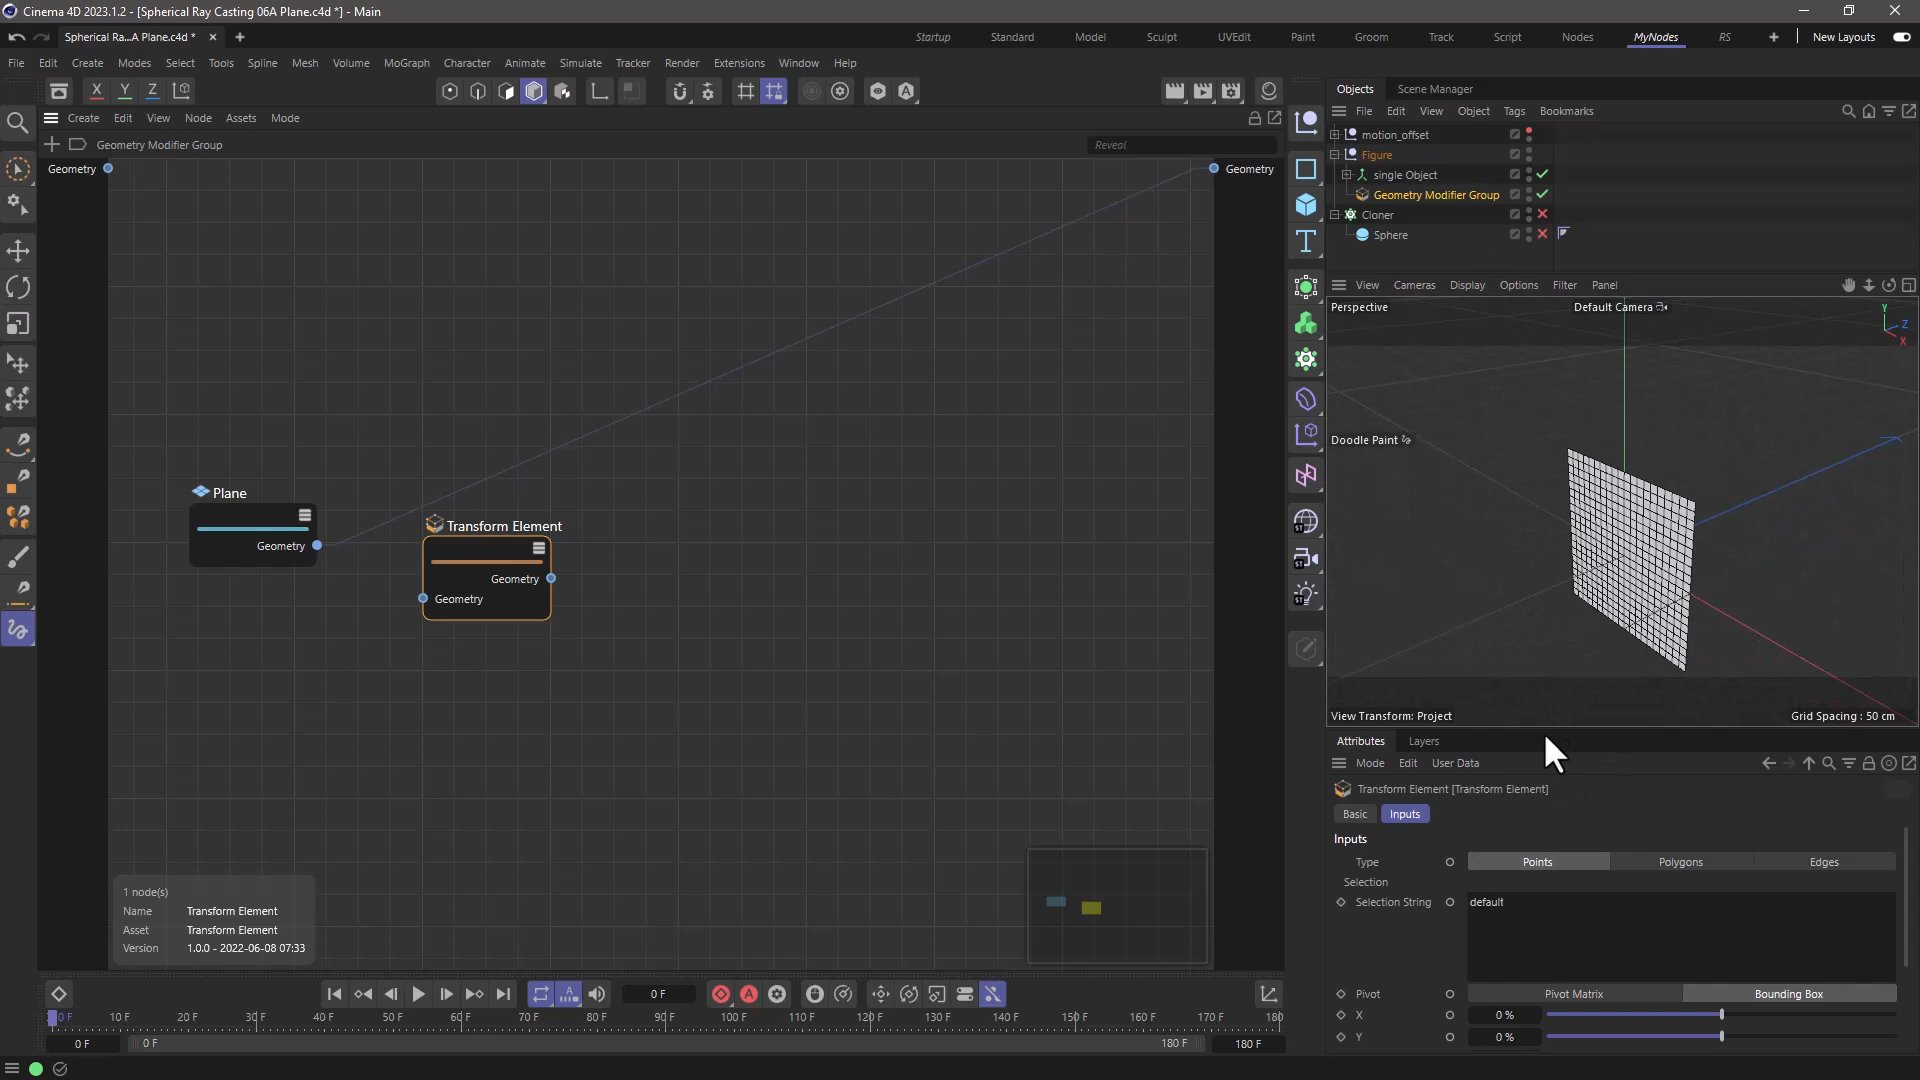 Cinema 4D 2023.1.2 - [Spherical Ray Casting 06A Plane.c4d *] - Main
Spherical Ra...A Plane.c4d *
Startup Standard Model Sculpt UVEdit Paint Groom Track Script Nodes MyNodes RS New Layouts
File Edit Create Modes Select Tools Spline Mesh Volume MoGraph Character Animate Simulate Tracker Render Extensions Window Help
X Y Z
Create Edit View Node Assets Mode
Geometry Modifier Group
Reveal
Geometry
Geometry
Plane
Geometry
Transform Element
Geometry
Geometry
1 node(s)
Name Transform Element
Asset Transform Element
Version 1.0.0 - 2022-06-08 07:33
Objects Scene Manager
File Edit View Object Tags Bookmarks
motion_offset
Figure
single Object
Geometry Modifier Group
Cloner
Sphere
View Cameras Display Options Filter Panel
Perspective
Default Camera
Y
Z
X
Doodle Paint
View Transform: Project
Grid Spacing : 50 cm
Attributes Layers
Mode Edit User Data
Transform Element [Transform Element]
Basic Inputs
Inputs
Type Points Polygons Edges
Selection
Selection String default
Pivot Pivot Matrix Bounding Box
X 0 %
Y 0 %
0 F
0F 10 F 20 F 30 F 40 F 50 F 60 F 70 F 80 F 90 F 100 F 110 F 120 F 130 F 140 F 150 F 160 F 170 F 180
0 F 0 F 180 F 180 F